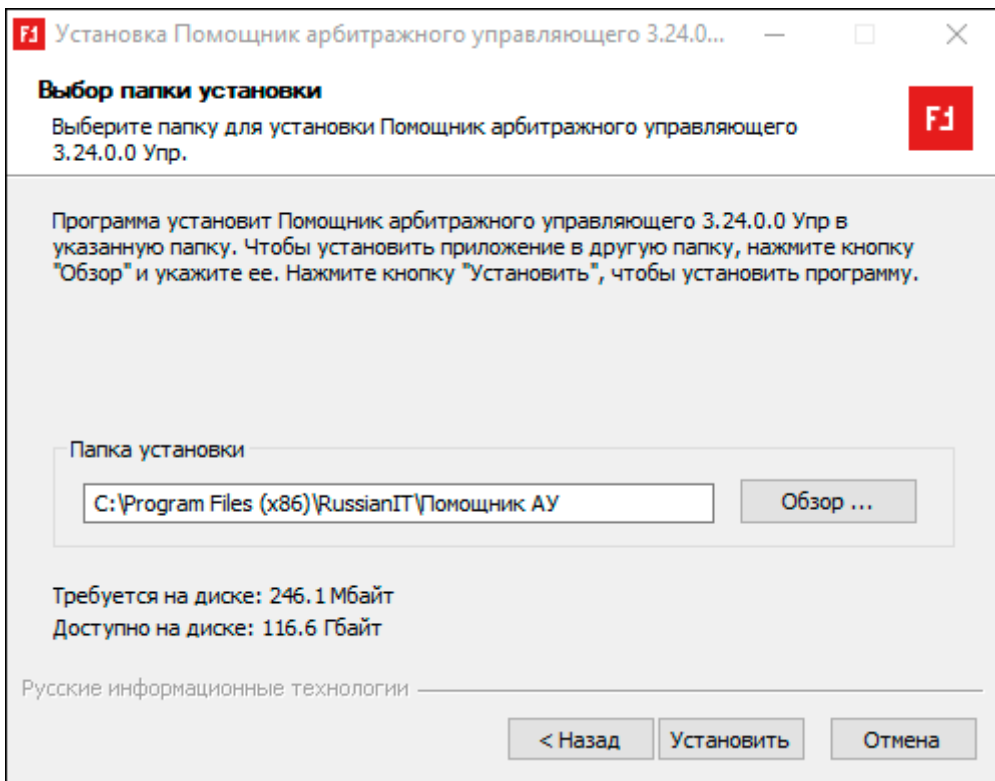 Установка Помощник арбитражного управляющего 3.24.0...
Выбор папки установки
Выберите папку для установки Помощник арбитражного управляющего
3.24.0.0 Упр.
Программа установит Помощник арбитражного управляющего 3.24.0.0 Упр в
указанную папку. Чтобы установить приложение в другую папку, нажмите кнопку
"Обзор" и укажите ее. Нажмите кнопку "Установить", чтобы установить программу.
Папка установки
C:\Program Files (x86)\RussianIT\Помощник АУ
Обзор ...
Требуется на диске: 246.1 Мбайт
Доступно на диске: 116.6 Гбайт
Русские информационные технологии
< Назад
Установить
Отмена